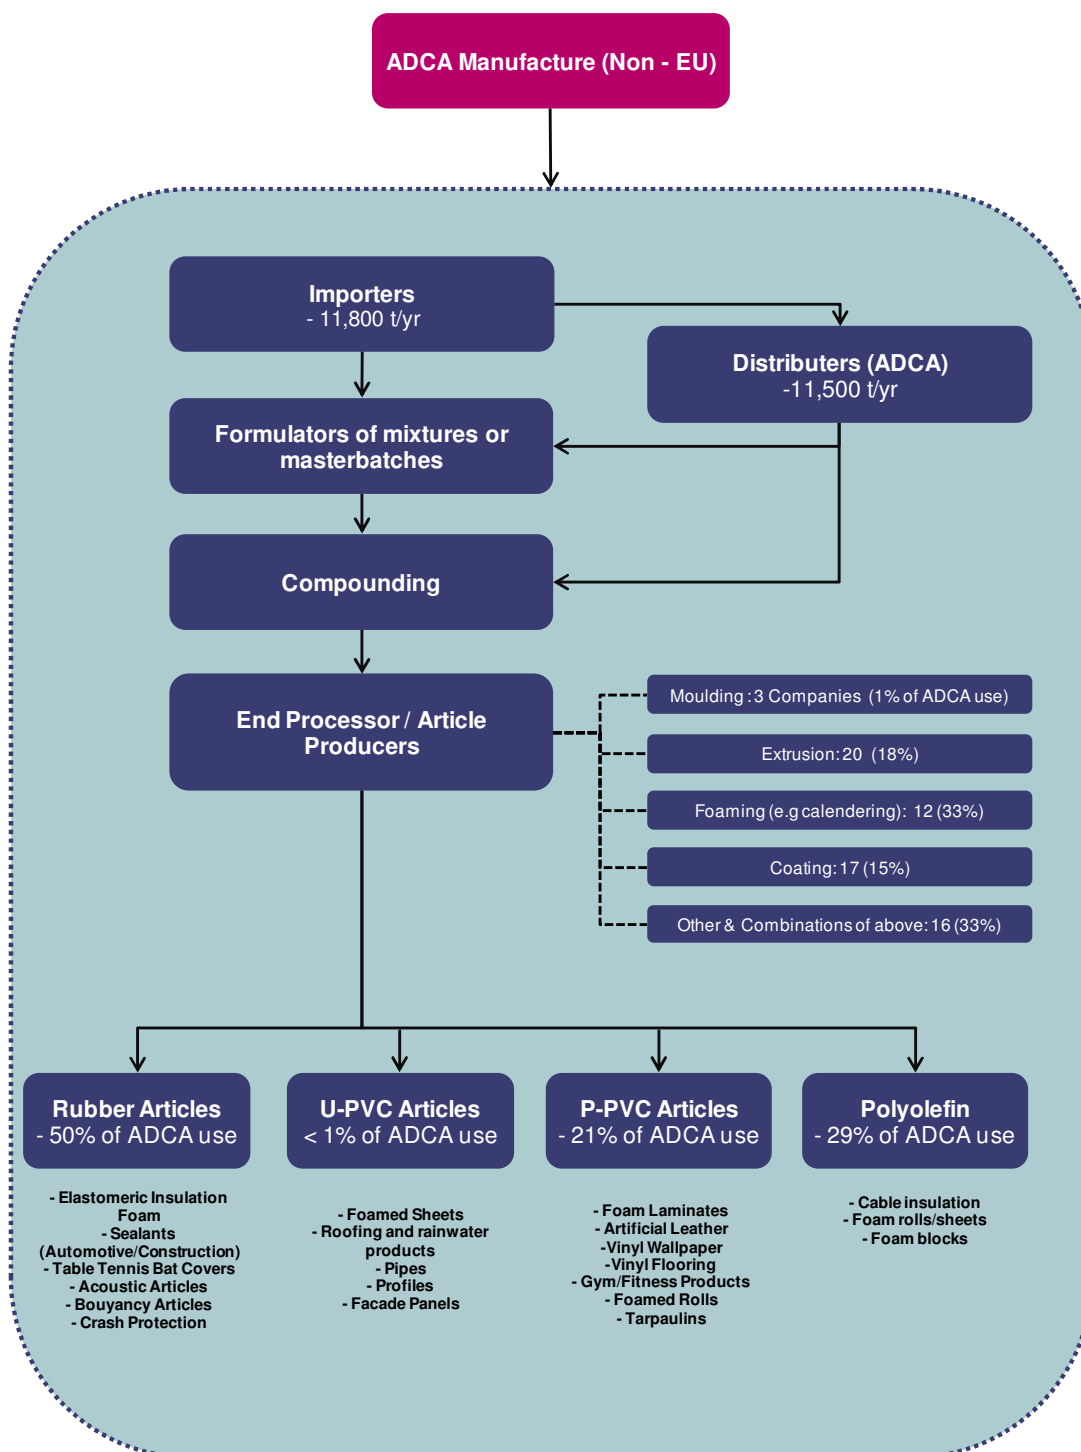 ADCA Manufacture (Non - EU)
Importers
- 11,800 t/yr
Distributers (ADCA)
-11,500 t/yr
Formulators of mixtures or
masterbatches
Compounding
End Processor / Article
Producers
Moulding : 3 Companies (1% of ADCA use)
Extrusion: 20 (18%)
Foaming (e.g calendering): 12 (33%)
Coating: 17 (15%)
Other & Combinations of above: 16 (33%)
Rubber Articles
- 50% of ADCA use
- Elastomeric Insulation
Foam
- Sealants
(Automotive/Construction)
- Table Tennis Bat Covers
- Acoustic Articles
- Bouyancy Articles
- Crash Protection
U-PVC Articles
< 1% of ADCA use
- Foamed Sheets
- Roofing and rainwater
products
- Pipes
- Profiles
- Facade Panels
P-PVC Articles
- 21% of ADCA use
- Foam Laminates
- Artificial Leather
-Vinyl Wallpaper
-Vinyl Flooring
- Gym/Fitness Products
- Foamed Rolls
- Tarpaulins
Polyolefin
- 29% of ADCA use
- Cable insulation
- Foam rolls/sheets
- Foam blocks